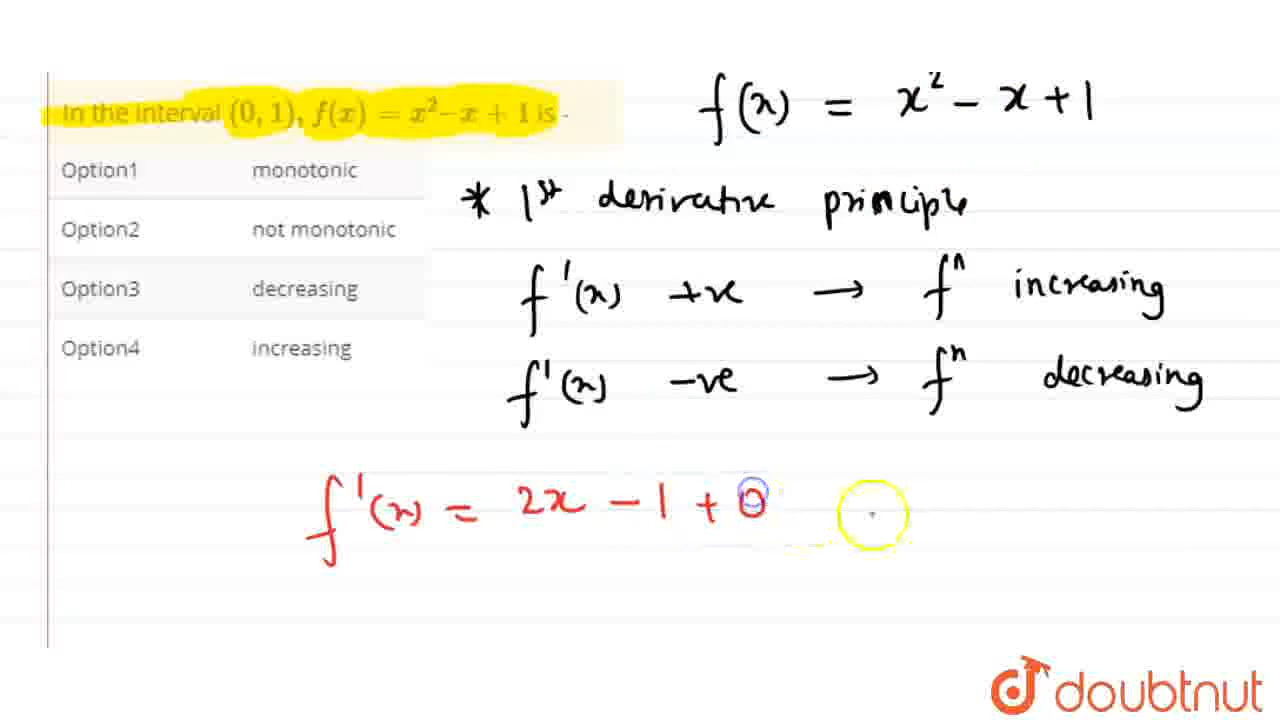 In the interval (0, 1), f(x) = x² – x + 1 is -
Option1 monotonic
Option2 not monotonic
Option3 decreasing
Option4 increasing
f(x) = x² - x + 1
* 1st derivative principle
f'(x) +ve → fⁿ increasing
f'(x) -ve → fⁿ decreasing
f'(x) = 2x - 1 + 0
doubtnut